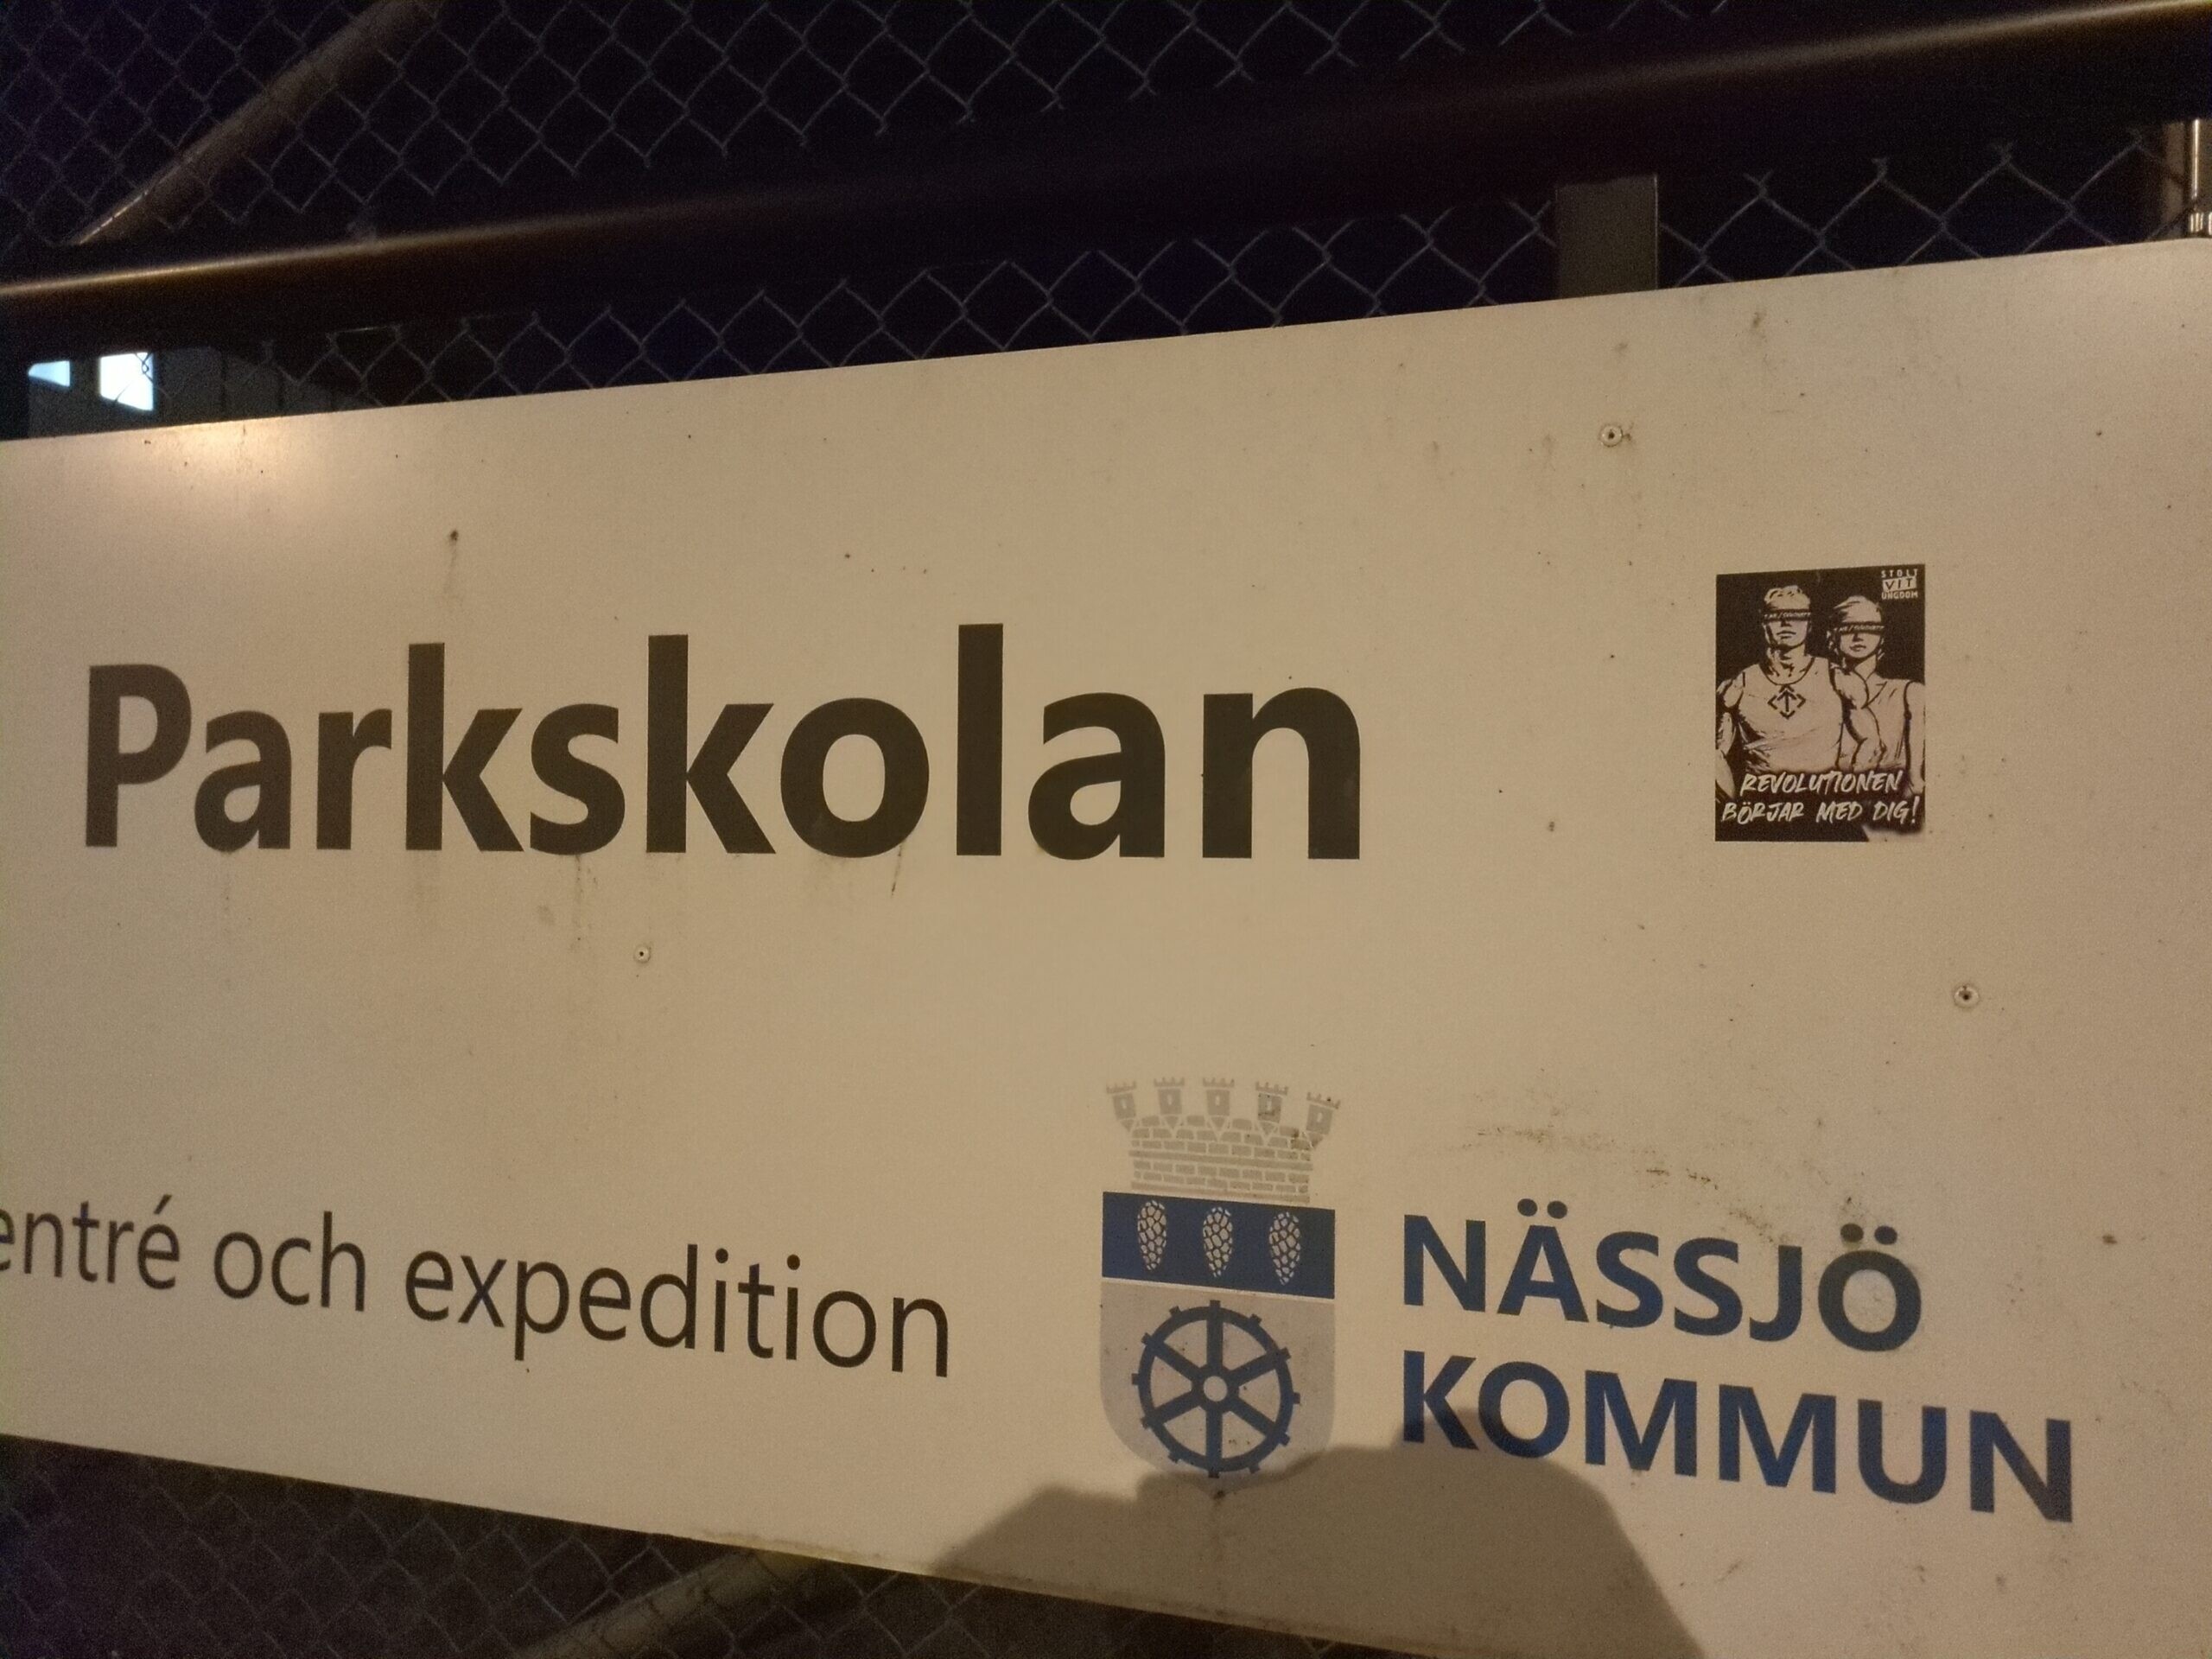 Parkskolan
STOLT
VIT
UNGDOM
REVOLUTIONEN
BÖRJAR MED DIG!
entré och expedition
NÄSSJÖ
KOMMUN